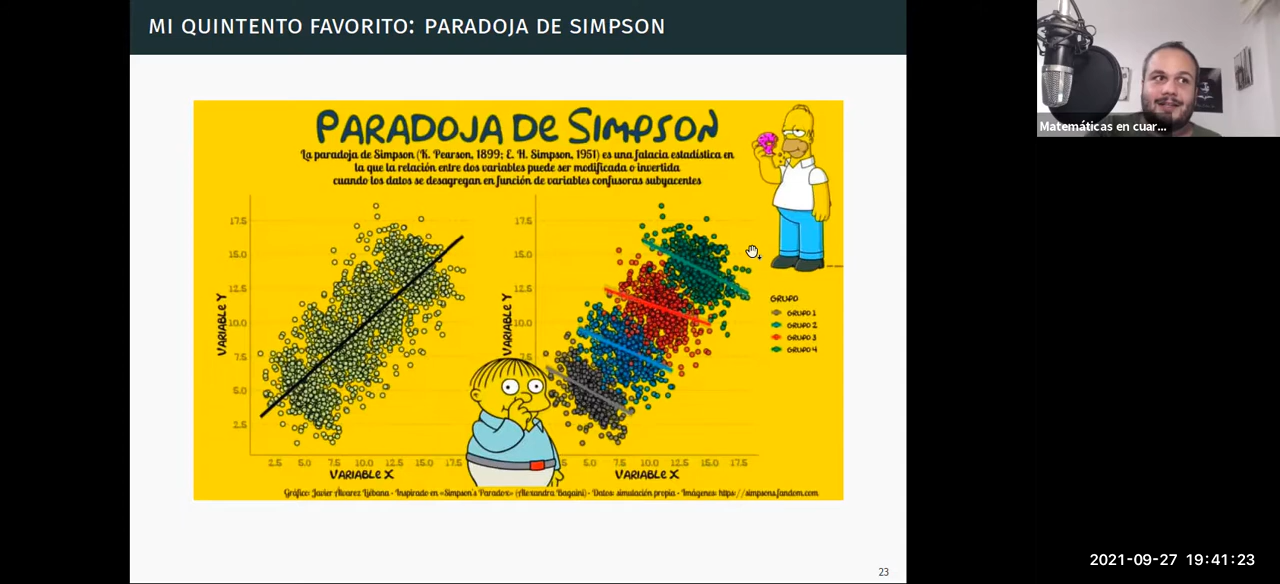 MI QUINTENTO FAVORITO: PARADOJA DE SIMPSON
PARADOJA DE SIMPSON
La paradoja de Simpson (K. Pearson, 1899; E. H. Simpson, 1951) es una falacia estadística en
la que la relación entre dos variables puede ser modificada o invertida
cuando los datos se desagregan en función de variables confusoras subyacentes
17.5
15.0
12.5
10.0
7.5
5.0
2.5
VARIABLE Y
2.5 5.0 7.5 10.0 12.5 15.0 17.5
VARIABLE X
17.5
15.0
12.5
10.0
7.5
VARIABLE Y
5.0 7.5 10.0 12.5 15.0 17.5
VARIABLE X
GRUPO
GRUPO 1
GRUPO 2
GRUPO 3
GRUPO 4
Gráfico: Javier Álvarez Liébana - Inspirado en «Simpson's Paradox» (Alexandra Bagaini) - Datos: simulación propia - Imágenes: https://simpsons.fandom.com
23
Matemáticas en cuar...
2021-09-27 19:41:23